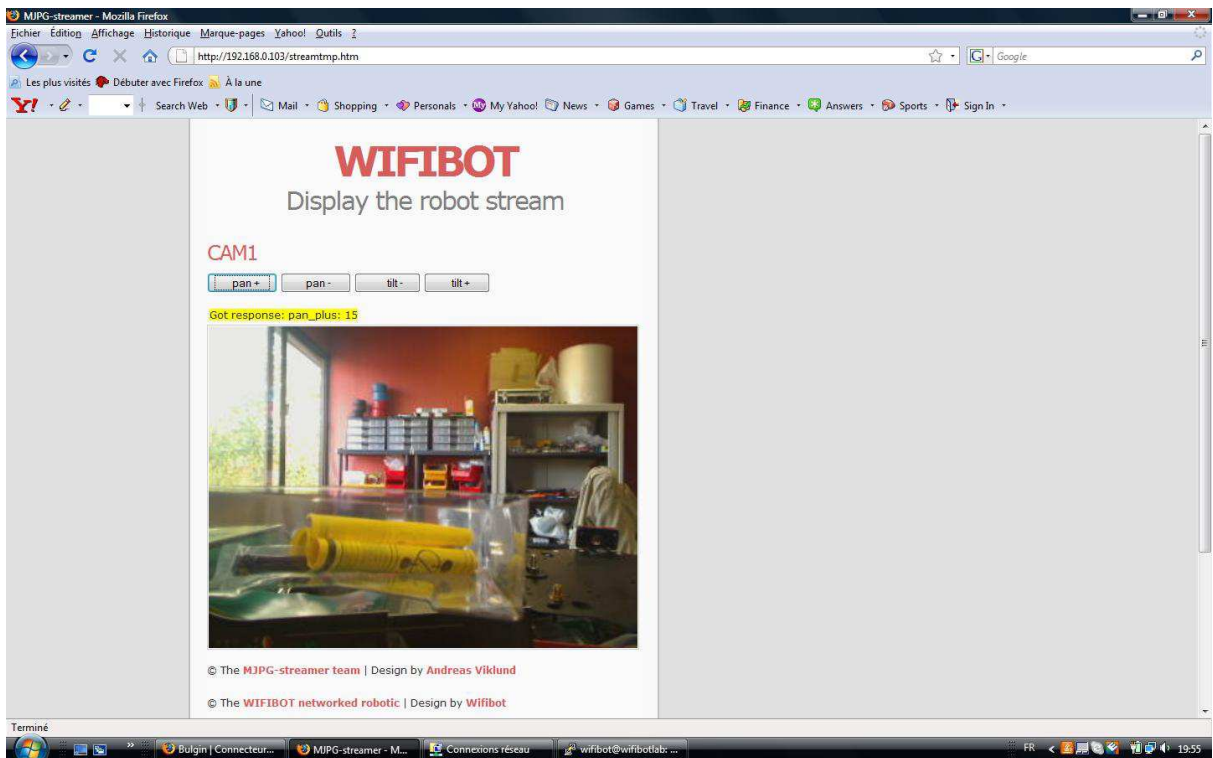 MJPG-streamer - Mozilla Firefox
Fichier Édition Affichage Historique Marque-pages Yahoo! Outils ?
http://192.168.0.103/streamtmp.htm
Google
Les plus visités Débuter avec Firefox À la une
Y! Search Web Mail Shopping Personals My Yahoo! News Games Travel Finance Answers Sports Sign In
WIFIBOT
Display the robot stream
CAM1
pan + pan - tilt - tilt +
Got response: pan_plus: 15
© The MJPG-streamer team | Design by Andreas Viklund
© The WIFIBOT networked robotic | Design by Wifibot
Terminé
Bulgin | Connecteur... MJPG-streamer - M... Connexions réseau wifibot@wifibotlab: ... FR 19:55